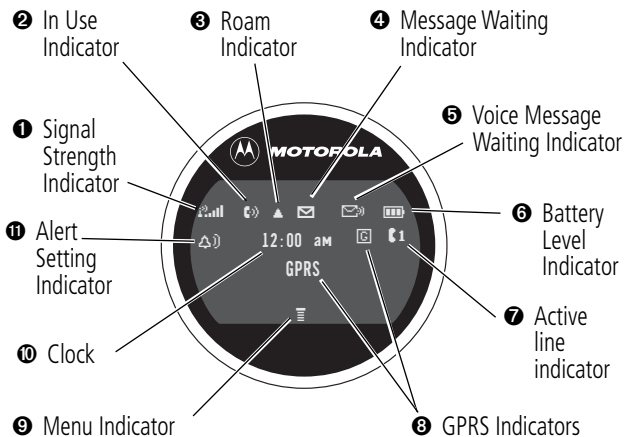 ❷ In Use
Indicator
❸ Roam
Indicator
❹ Message Waiting
Indicator
❶ Signal
Strength
Indicator
❺ Voice Message
Waiting Indicator
MOTOROLA
❻ Battery
Level
Indicator
⓫ Alert
Setting
Indicator
12:00 AM
G
1
GPRS
❼ Active
line
indicator
❿ Clock
❾ Menu Indicator
❽ GPRS Indicators